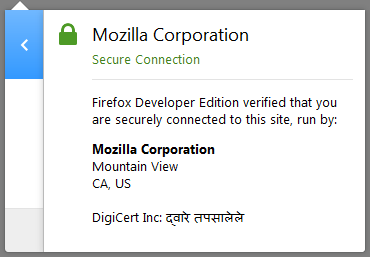 Mozilla Corporation
Secure Connection
Firefox Developer Edition verified that you
are securely connected to this site, run by:
Mozilla Corporation
Mountain View
CA, US
DigiCert Inc: द्वारे तपसालेले